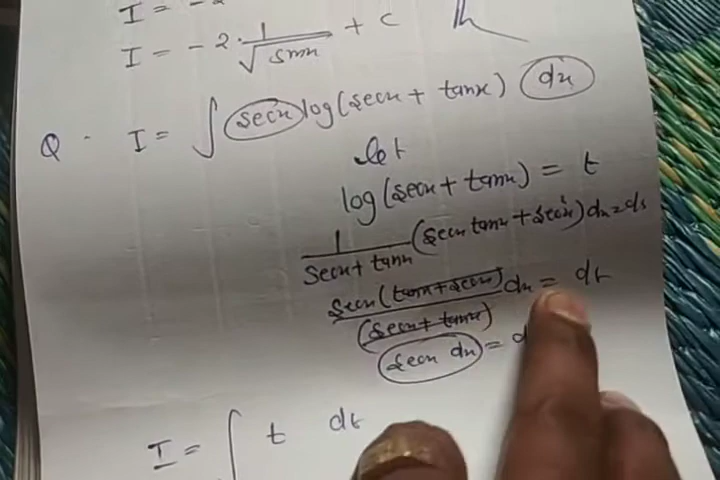 I = - 2
I = - 2 · 1/√sinx + c
Q - I = ∫ secx log(secx + tanx) dx
let
log(secx + tanx) = t
1/(secx + tanx) (secx tanx + sec²x) dx = dt
secx (tanx + secx)/(secx + tanx) dx = dt
secx dx = d
I = ∫ t dt